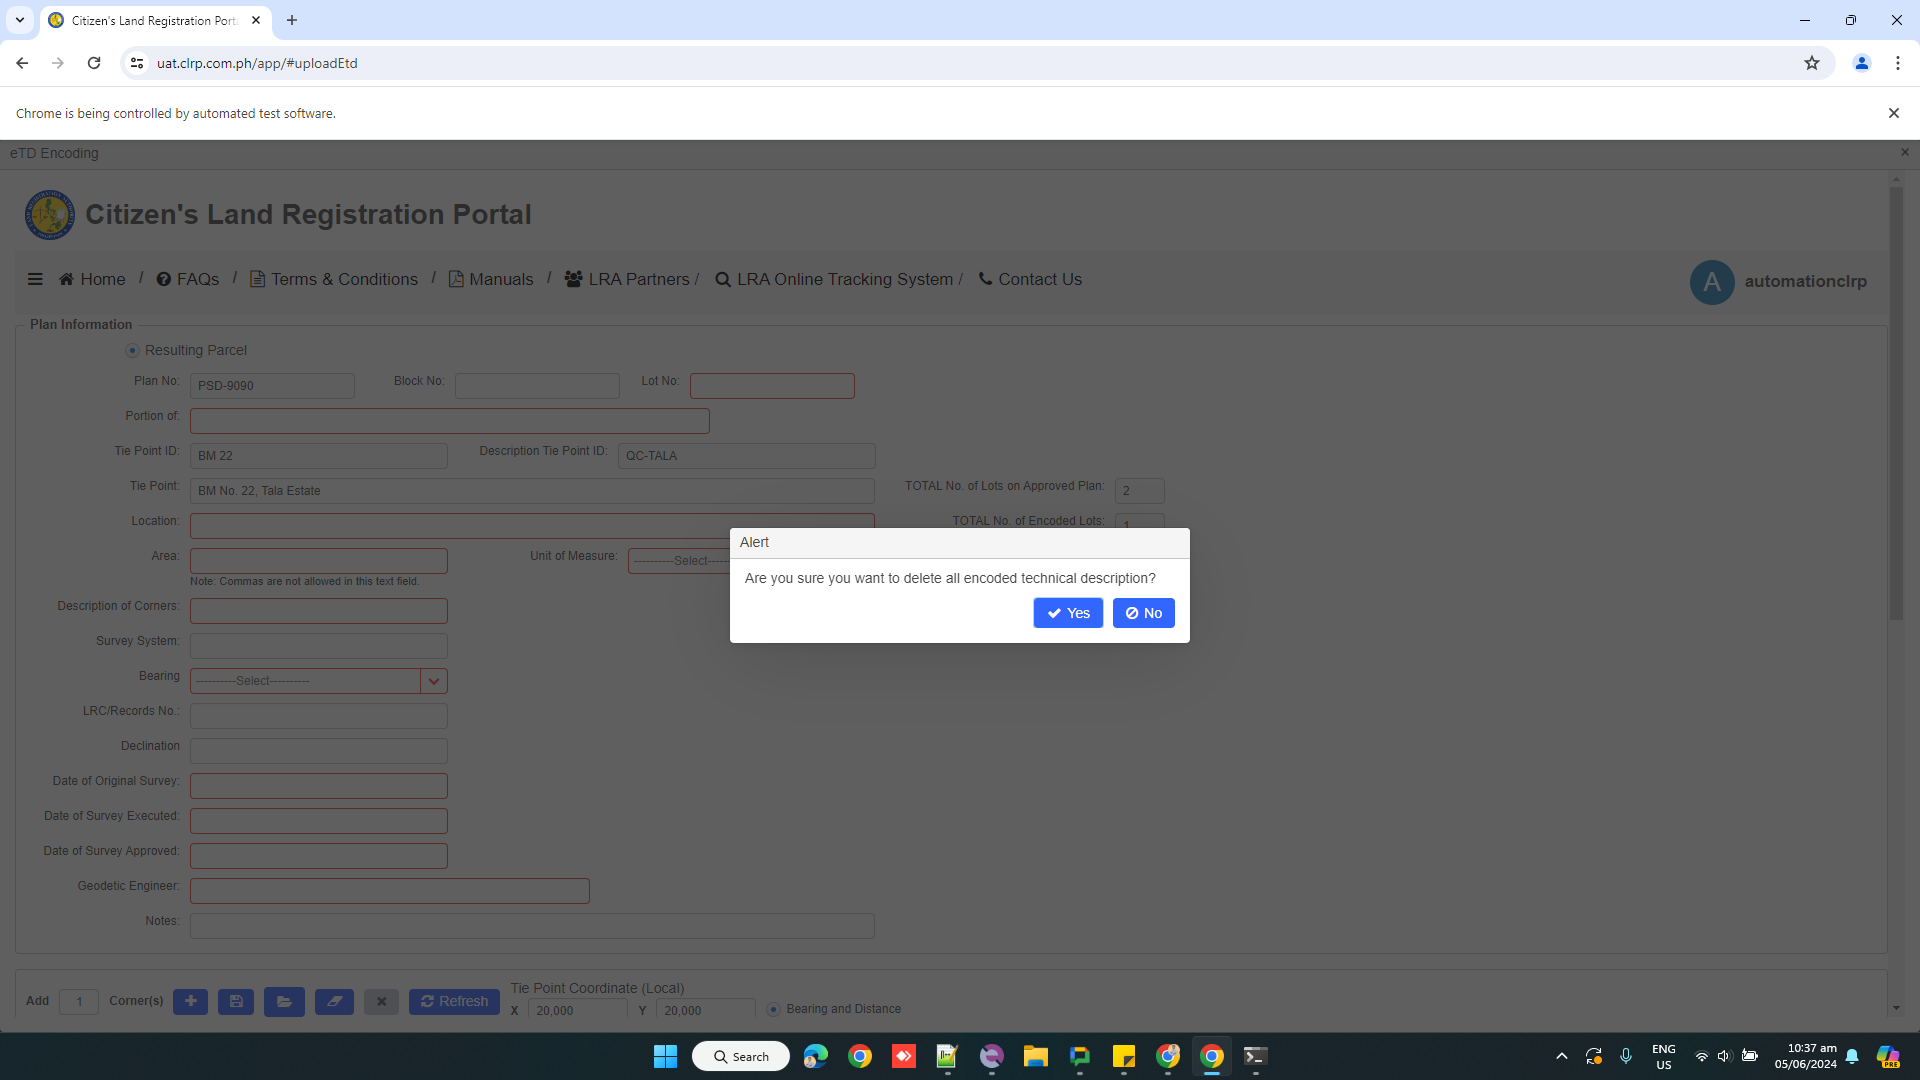 Citizen's Land Registration Porta
uat.clrp.com.ph/app/#uploadEtd
Chrome is being controlled by automated test software.
eTD Encoding
Citizen's Land Registration Portal
Home / FAQs / Terms & Conditions / Manuals / LRA Partners / LRA Online Tracking System / Contact Us
A automationclrp
Plan Information
Resulting Parcel
Plan No: PSD-9090 Block No: Lot No:
Portion of:
Tie Point ID: BM 22 Description Tie Point ID: QC-TALA
Tie Point: BM No. 22, Tala Estate TOTAL No. of Lots on Approved Plan: 2
Location: TOTAL No. of Encoded Lots: 1
Area: Unit of Measure: ----------Select-----
Note: Commas are not allowed in this text field.
Alert
Are you sure you want to delete all encoded technical description?
Yes No
Description of Corners:
Survey System:
Bearing ----------Select----------
LRC/Records No.:
Declination
Date of Original Survey:
Date of Survey Executed:
Date of Survey Approved:
Geodetic Engineer:
Notes:
Add 1 Corner(s) Refresh
Tie Point Coordinate (Local)
X 20,000 Y 20,000 Bearing and Distance
Search
ENG
US
10:37 am
05/06/2024
PRE